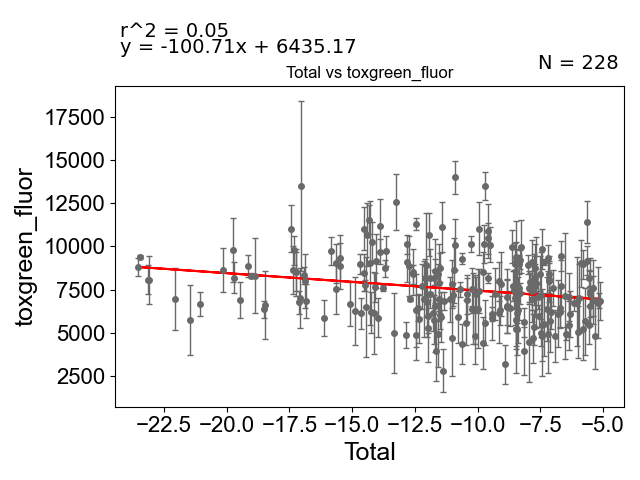 r^2 = 0.05
y = -100.71x + 6435.17
N = 228
Total vs toxgreen_fluor
17500
15000
12500
10000
7500
5000
2500
toxgreen_fluor
−22.5 −20.0 −17.5 −15.0 −12.5 −10.0 −7.5 −5.0
Total